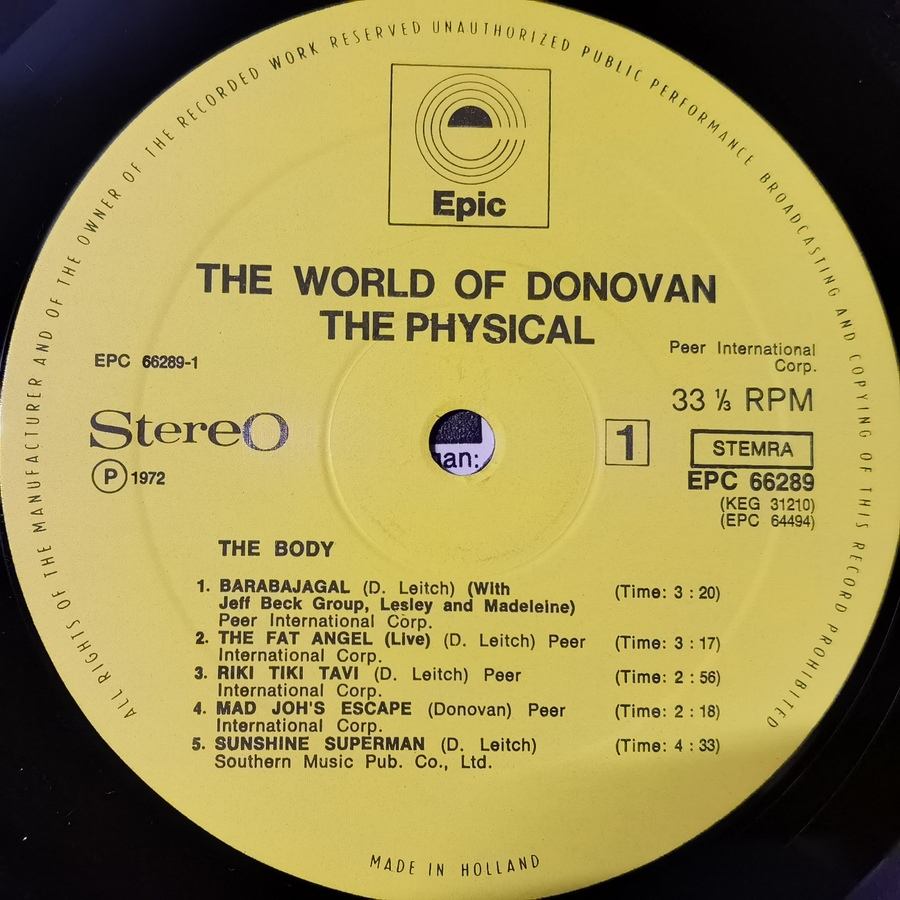 ALL RIGHTS OF THE MANUFACTURER AND OF THE OWNER OF THE RECORDED WORK RESERVED UNAUTHORIZED PUBLIC PERFORMANCE BROADCASTING AND COPYING OF THIS RECORD PROHIBITED
Epic
THE WORLD OF DONOVAN
THE PHYSICAL
EPC 66289-1
Peer International
Corp.
33 ⅓ RPM
Stereo
1
STEMRA
Ⓟ 1972
EPC 66289
(KEG 31210)
(EPC 64494)
an:
THE BODY
1. BARABAJAGAL (D. Leitch) (With (Time: 3 : 20)
Jeff Beck Group, Lesley and Madeleine)
Peer International Corp.
2. THE FAT ANGEL (Live) (D. Leitch) Peer (Time: 3 : 17)
International Corp.
3. RIKI TIKI TAVI (D. Leitch) Peer (Time: 2 : 56)
International Corp.
4. MAD JOH'S ESCAPE (Donovan) Peer (Time: 2 : 18)
International Corp.
5. SUNSHINE SUPERMAN (D. Leitch) (Time: 4 : 33)
Southern Music Pub. Co., Ltd.
MADE IN HOLLAND